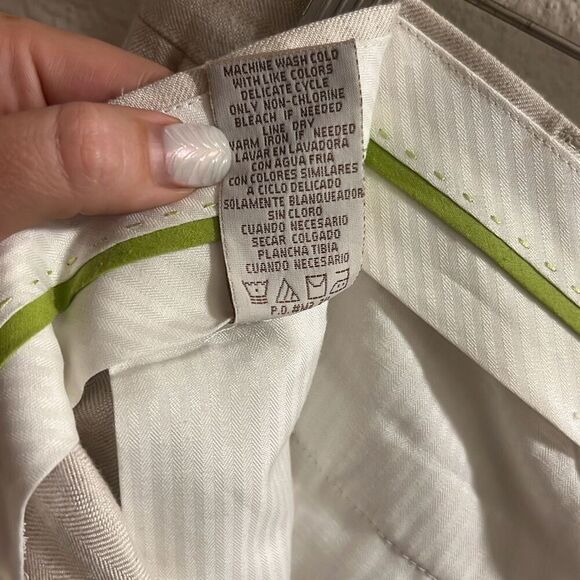 MACHINE WASH COLD
WITH LIKE COLORS
DELICATE CYCLE
ONLY NON-CHLORINE
BLEACH IF NEEDED
LINE DRY
WARM IRON IF NEEDED
LAVAR EN LAVADORA
CON AGUA FRIA
CON COLORES SIMILARES
A CICLO DELICADO
SOLAMENTE BLANQUEADOR
SIN CLORO
CUANDO NECESARIO
SECAR COLGADO
PLANCHA TIBIA
CUANDO NECESARIO
P.O.#M2